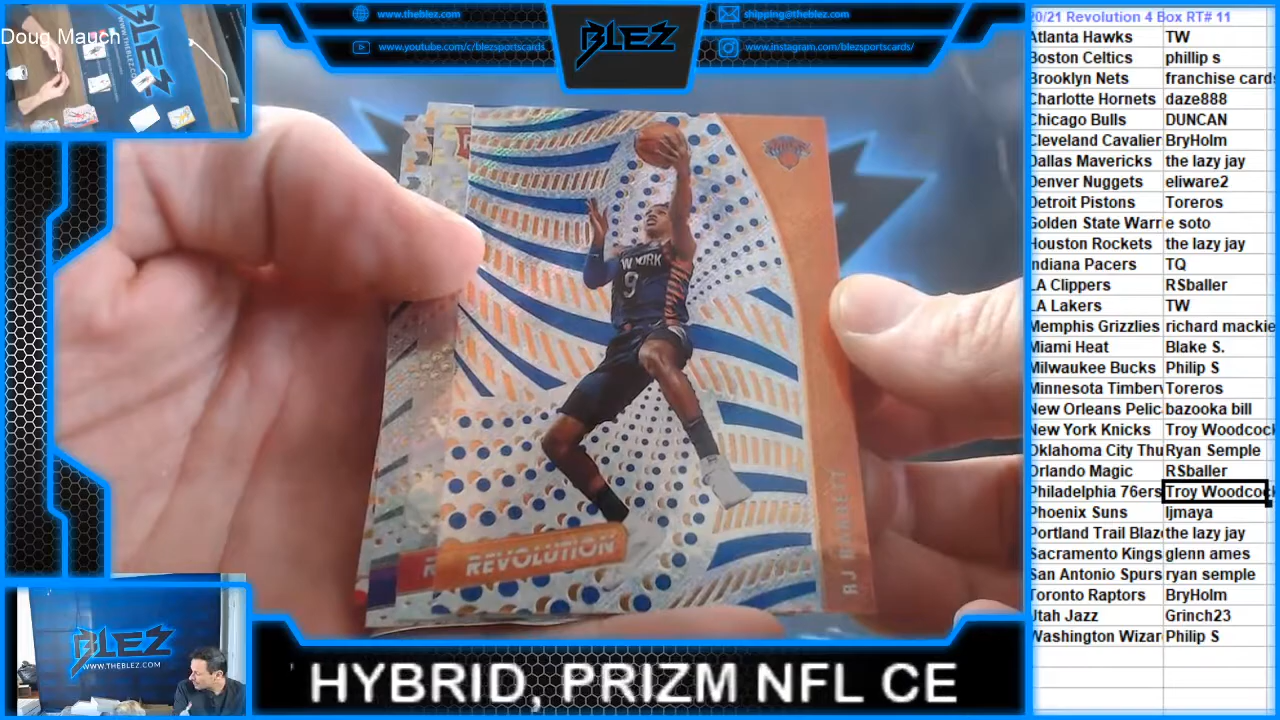 Doug Mauch
www.theblez.com
shipping@theblez.com
www.youtube.com/c/blezsportscards
www.instagram.com/blezsportscards/
BLEZ
W YORK
9
REVOLUTION
RJ BARRETT
BLEZ
WWW.THEBLEZ.COM
HYBRID, PRIZM NFL CE
20/21 Revolution 4 Box RT# 11
Atlanta Hawks TW
Boston Celtics phillip s
Brooklyn Nets franchise cards
Charlotte Hornets daze888
Chicago Bulls DUNCAN
Cleveland Cavalier BryHolm
Dallas Mavericks the lazy jay
Denver Nuggets eliware2
Detroit Pistons Toreros
Golden State Warr e soto
Houston Rockets the lazy jay
Indiana Pacers TQ
LA Clippers RSballer
LA Lakers TW
Memphis Grizzlies richard mackie
Miami Heat Blake S.
Milwaukee Bucks Philip S
Minnesota Timberv Toreros
New Orleans Pelic bazooka bill
New York Knicks Troy Woodcock
Oklahoma City Thu Ryan Semple
Orlando Magic RSballer
Philadelphia 76ers Troy Woodcock
Phoenix Suns ljmaya
Portland Trail Blaz the lazy jay
Sacramento Kings glenn ames
San Antonio Spurs ryan semple
Toronto Raptors BryHolm
Utah Jazz Grinch23
Washington Wizar Philip S